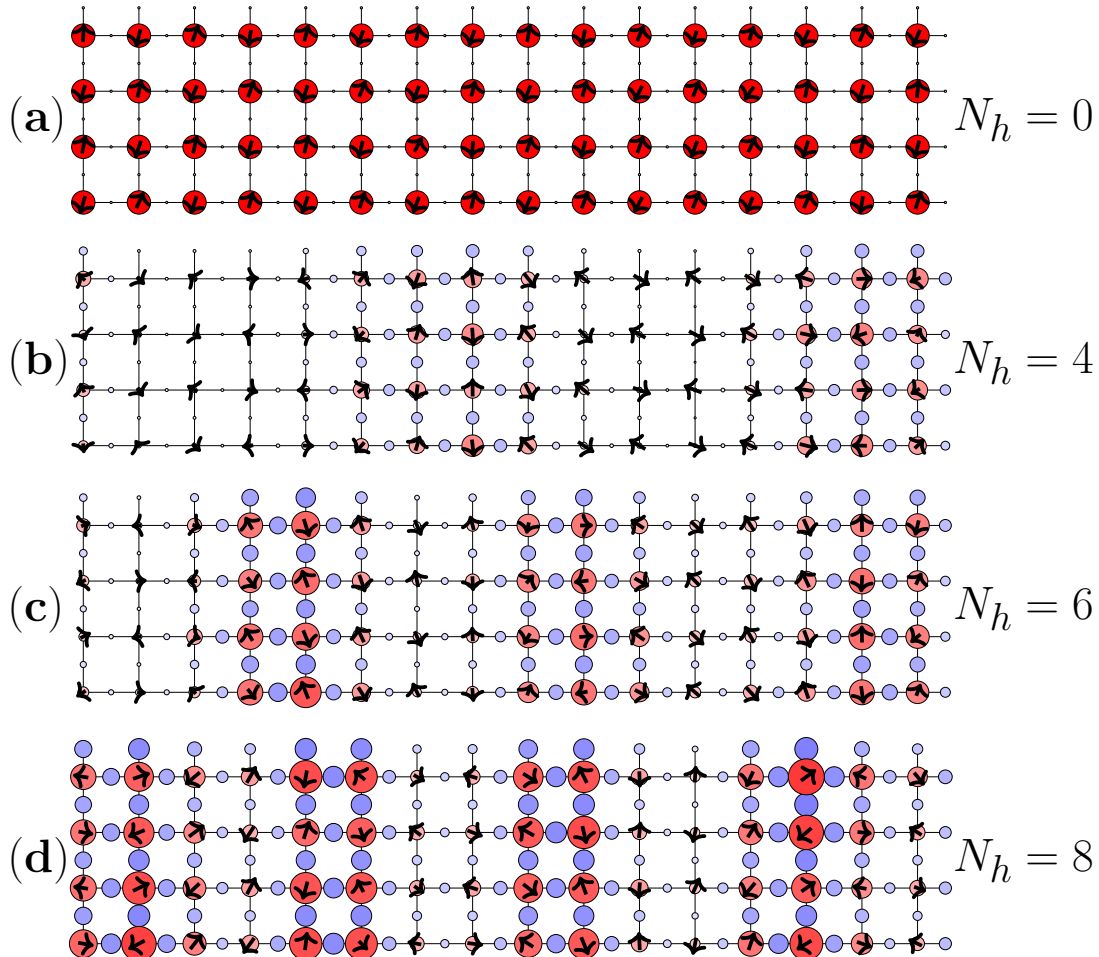 (a) N_h = 0
(b) N_h = 4
(c) N_h = 6
(d) N_h = 8